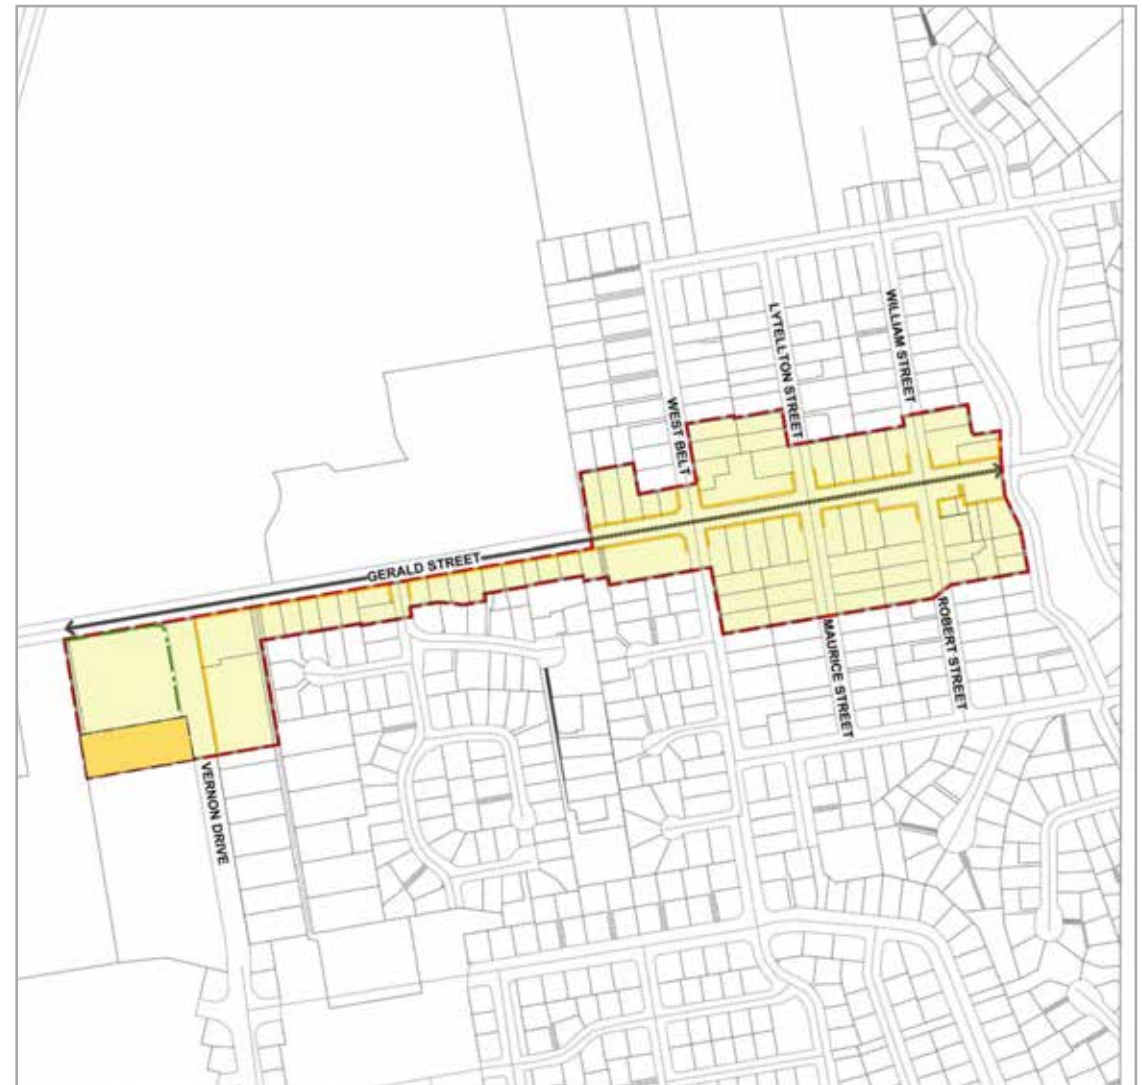 WILLIAM STREET
LYTELLTON STREET
WEST BELT
GERALD STREET
ROBERT STREET
MAURICE STREET
VERNON DRIVE